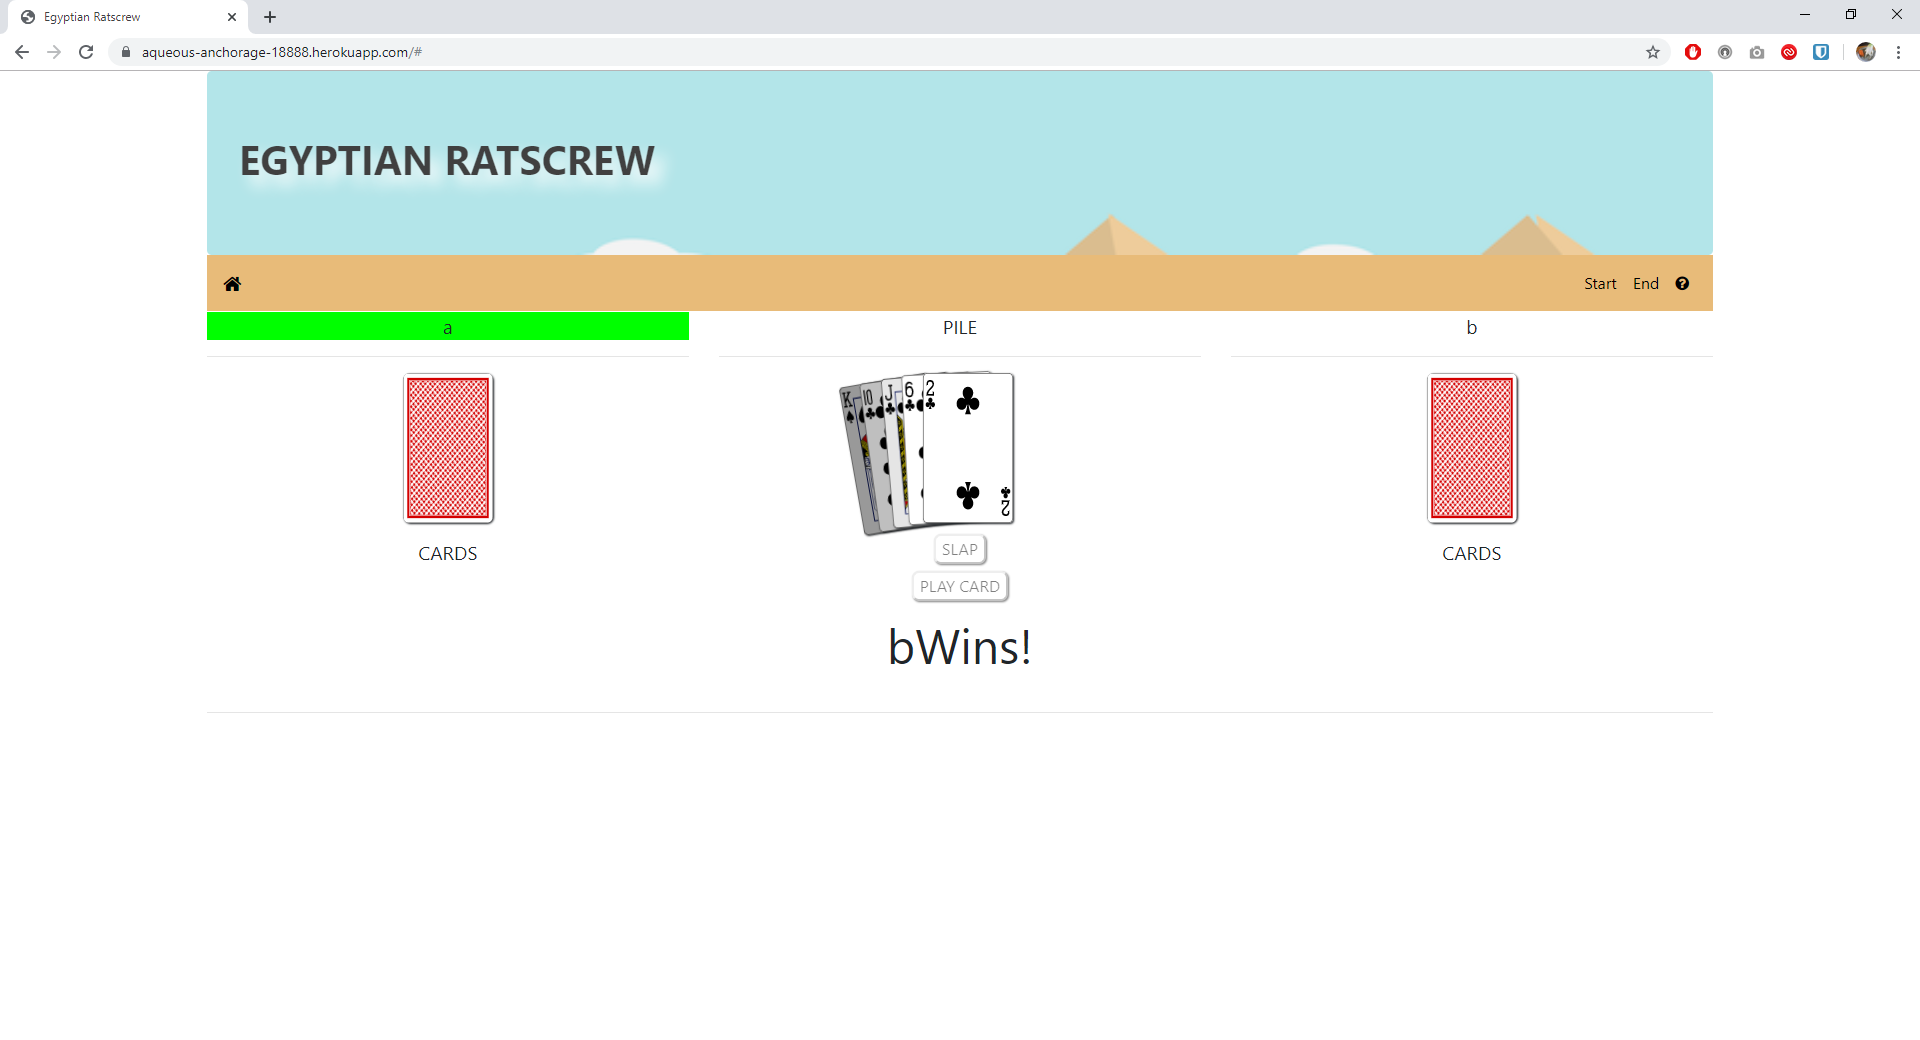 Egyptian Ratscrew
aqueous-anchorage-18888.herokuapp.com/#
EGYPTIAN RATSCREW
Start End
a PILE b
K 10 J 6 2
2
CARDS CARDS
SLAP
PLAY CARD
bWins!